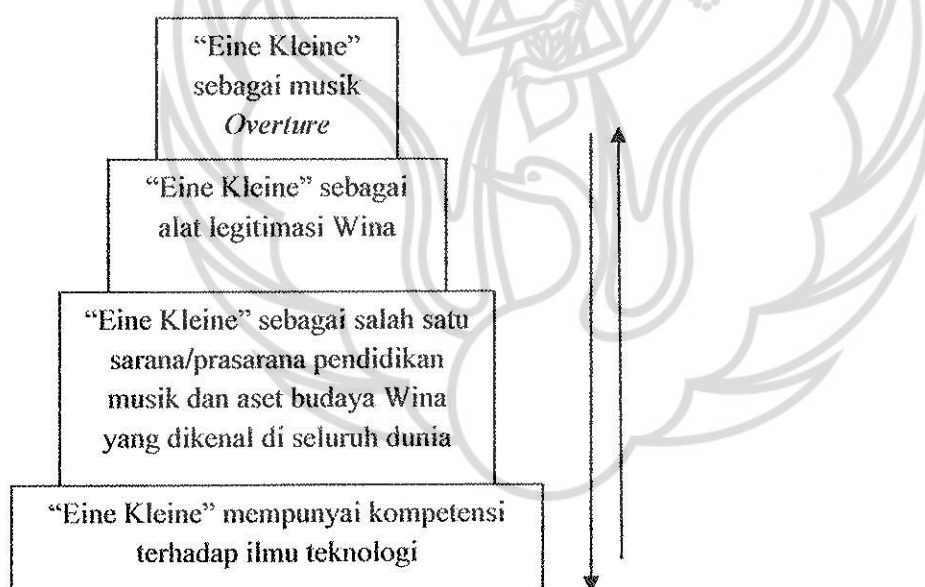 “Eine Kleine”
sebagai musik
Overture
“Eine Kleine” sebagai
alat legitimasi Wina
“Eine Kleine” sebagai salah satu
sarana/prasarana pendidikan
musik dan aset budaya Wina
yang dikenal di seluruh dunia
“Eine Kleine” mempunyai kompetensi
terhadap ilmu teknologi